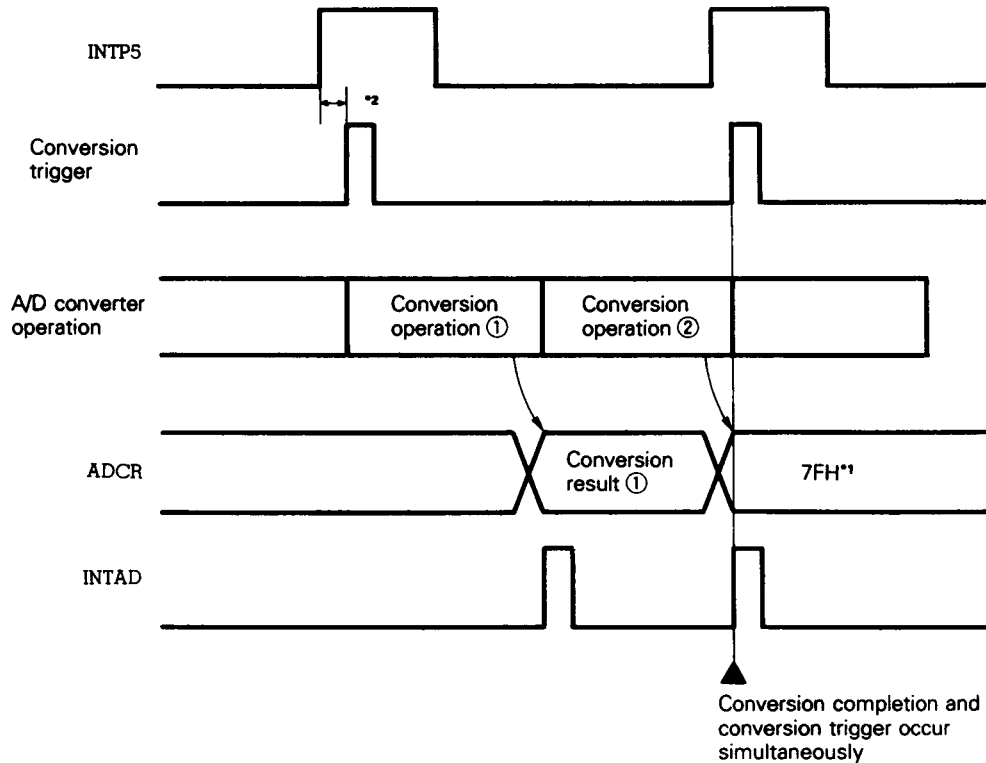 INTP5
*2
Conversion
trigger
A/D converter
operation
Conversion
operation ①
Conversion
operation ②
ADCR
Conversion
result ①
7FH*1
INTAD
Conversion completion and
conversion trigger occur
simultaneously